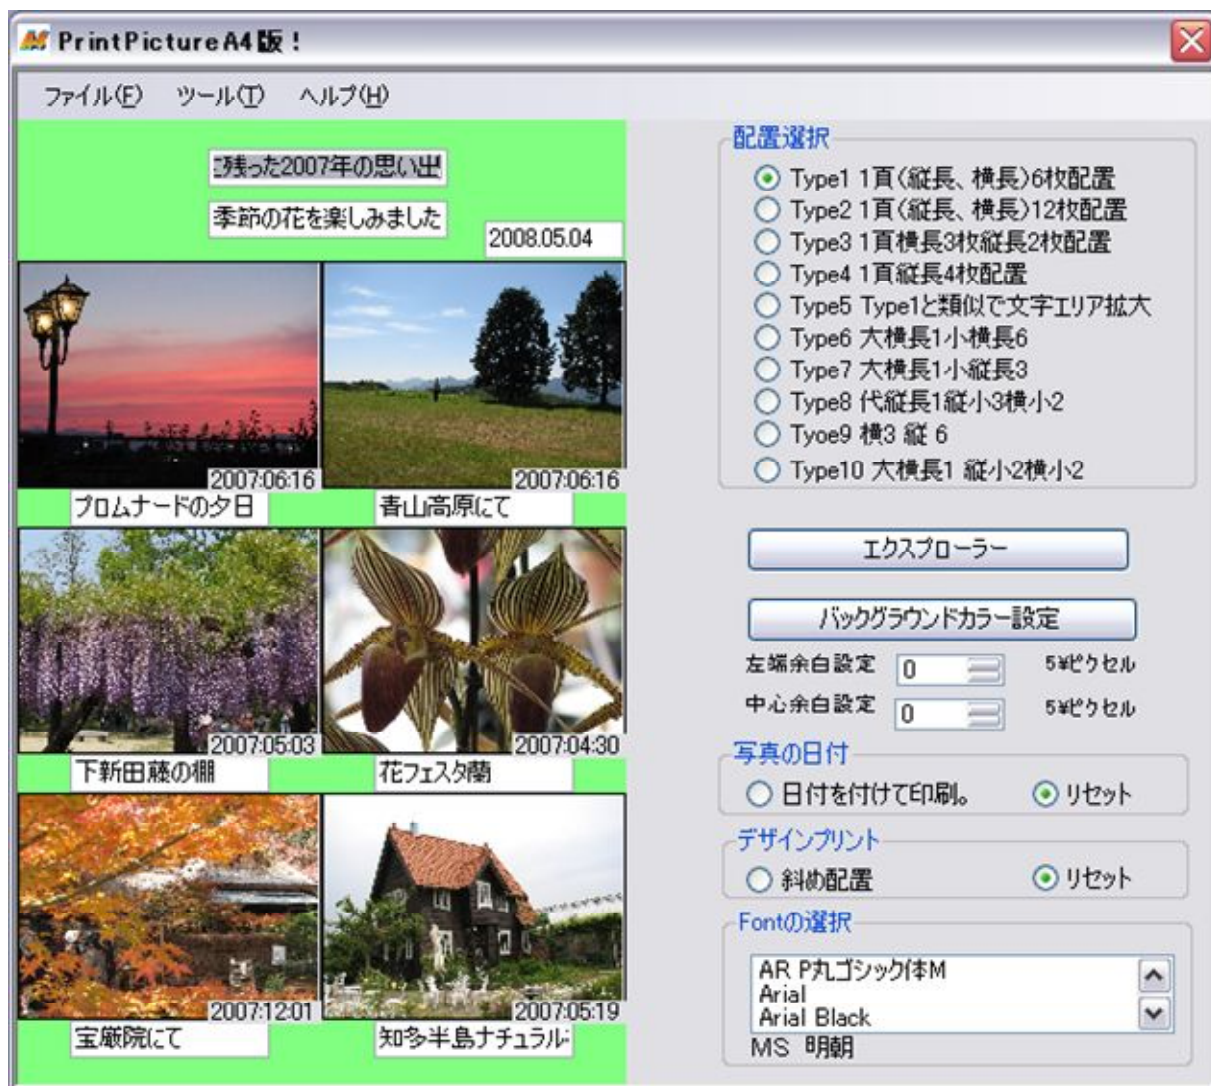 PrintPictureA4版！
ファイル(F) ツール(T) ヘルプ(H)
こ残った2007年の思い出
季節の花を楽しみました
2008.05.04
2007:06:16
2007:06:16
プロムナードの夕日
青山高原にて
2007:05:03
2007:04:30
下新田藤の棚
花フェスタ蘭
2007:12:01
2007:05:19
宝厳院にて
知多半島ナチュラル
配置選択
Type1 1頁(縦長、横長)6枚配置
Type2 1頁(縦長、横長)12枚配置
Type3 1頁横長3枚縦長2枚配置
Type4 1頁縦長4枚配置
Type5 Type1と類似で文字エリア拡大
Type6 大横長1小横長6
Type7 大横長1小縦長3
Type8 代縦長1縦小3横小2
Tyoe9 横3 縦 6
Type10 大横長1 縦小2横小2
エクスプローラー
バックグラウンドカラー設定
左端余白設定 0 5¥ピクセル
中心余白設定 0 5¥ピクセル
写真の日付
日付を付けて印刷。 リセット
デザインプリント
斜め配置 リセット
Fontの選択
AR P丸ゴシック体M
Arial
Arial Black
MS 明朝